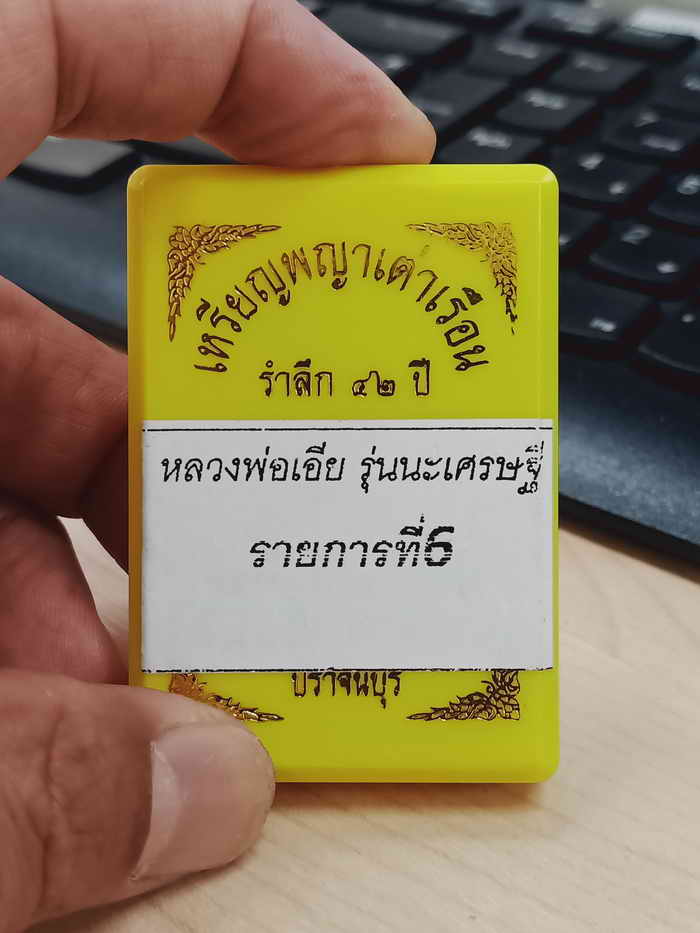 เหรียญพญาเต่าเรือน
รำลึก ๔๒ ปี
หลวงพ่อเอีย รุ่นนะเศรษฐี
รายการที่6
ปราจีนบุรี